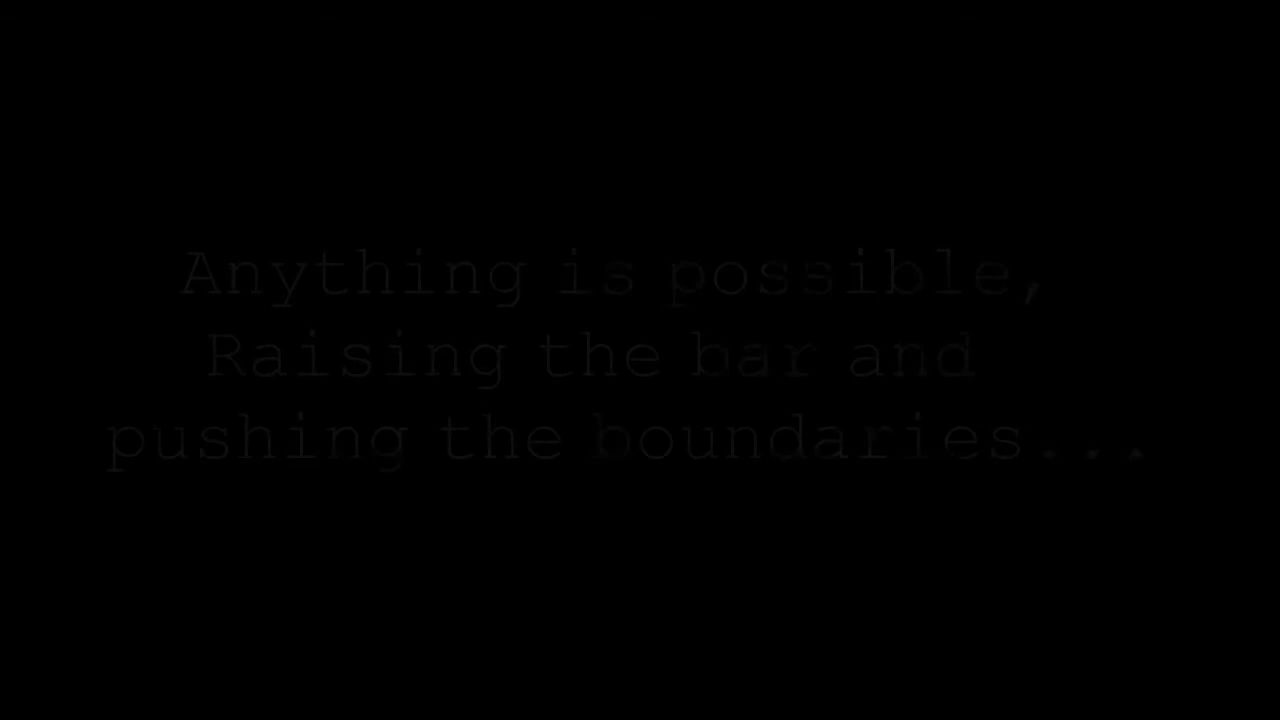 Anything is possible,
Raising the bar and
pushing the boundaries...